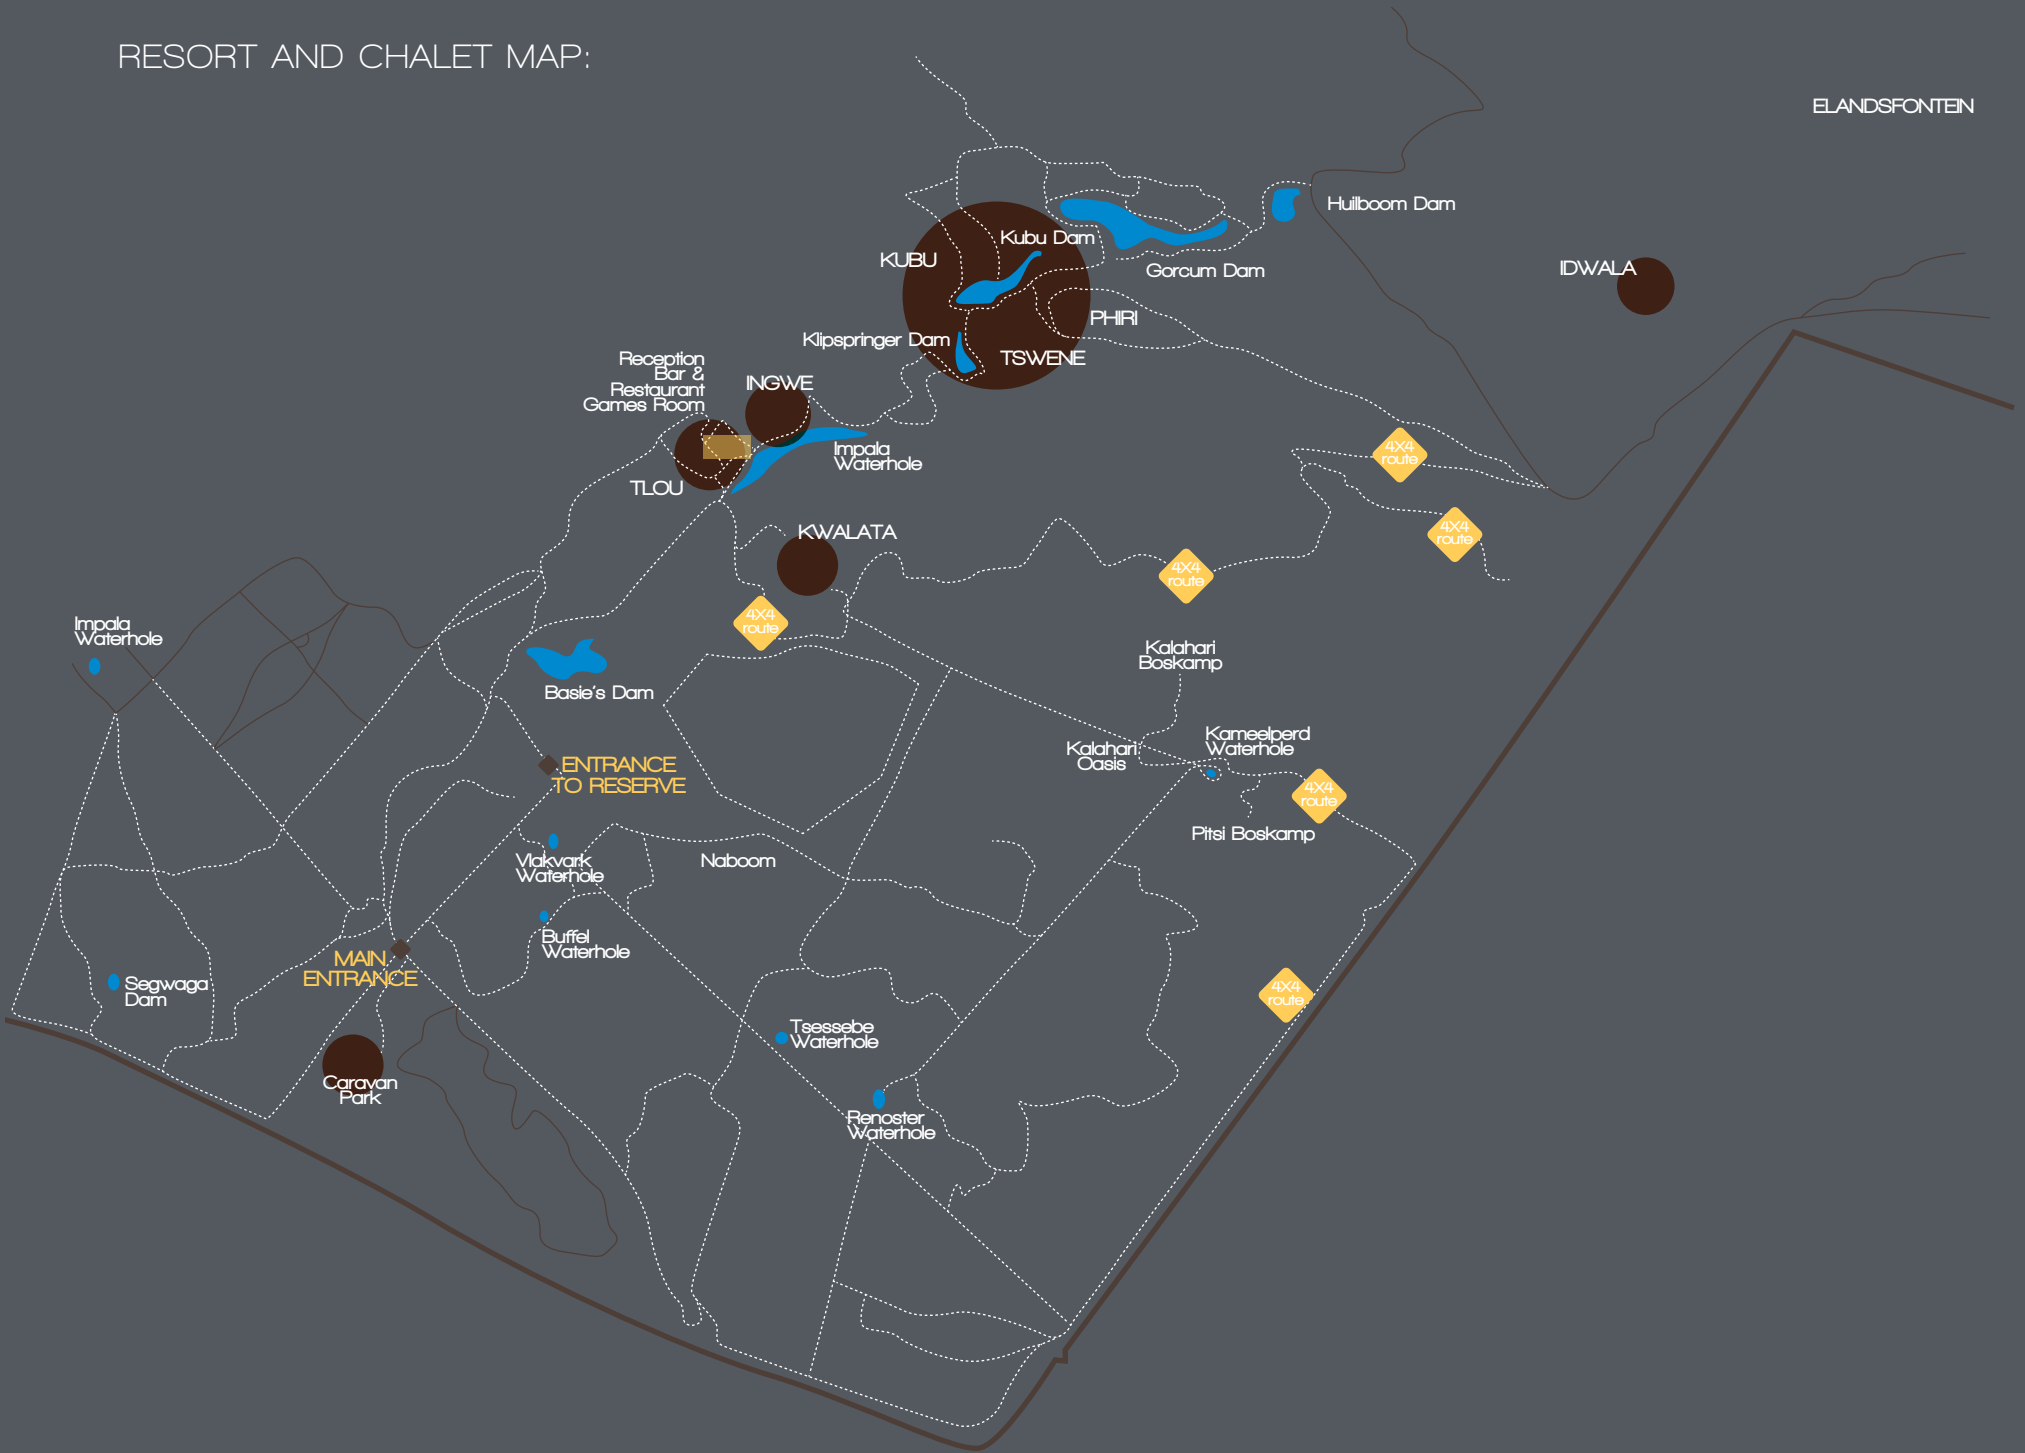 RESORT AND CHALET MAP:
ELANDSFONTEIN
Huilboom Dam
Kubu Dam
KUBU
Gorcum Dam
IDWALA
PHIRI
Klipspringer Dam
TSWENE
Reception
Bar &
Restaurant
Games Room
INGWE
Impala
Waterhole
TLOU
4X4
route
4X4
route
KWALATA
4X4
route
4X4
route
Impala
Waterhole
Kalahari
Boskamp
Basie's Dam
Kameelperd
Waterhole
Kalahari
Oasis
ENTRANCE
TO RESERVE
4X4
route
Pitsi Boskamp
Vlakvark
Waterhole
Naboom
Buffel
Waterhole
MAIN
ENTRANCE
Segwaga
Dam
4X4
route
Tsessebe
Waterhole
Caravan
Park
Renoster
Waterhole